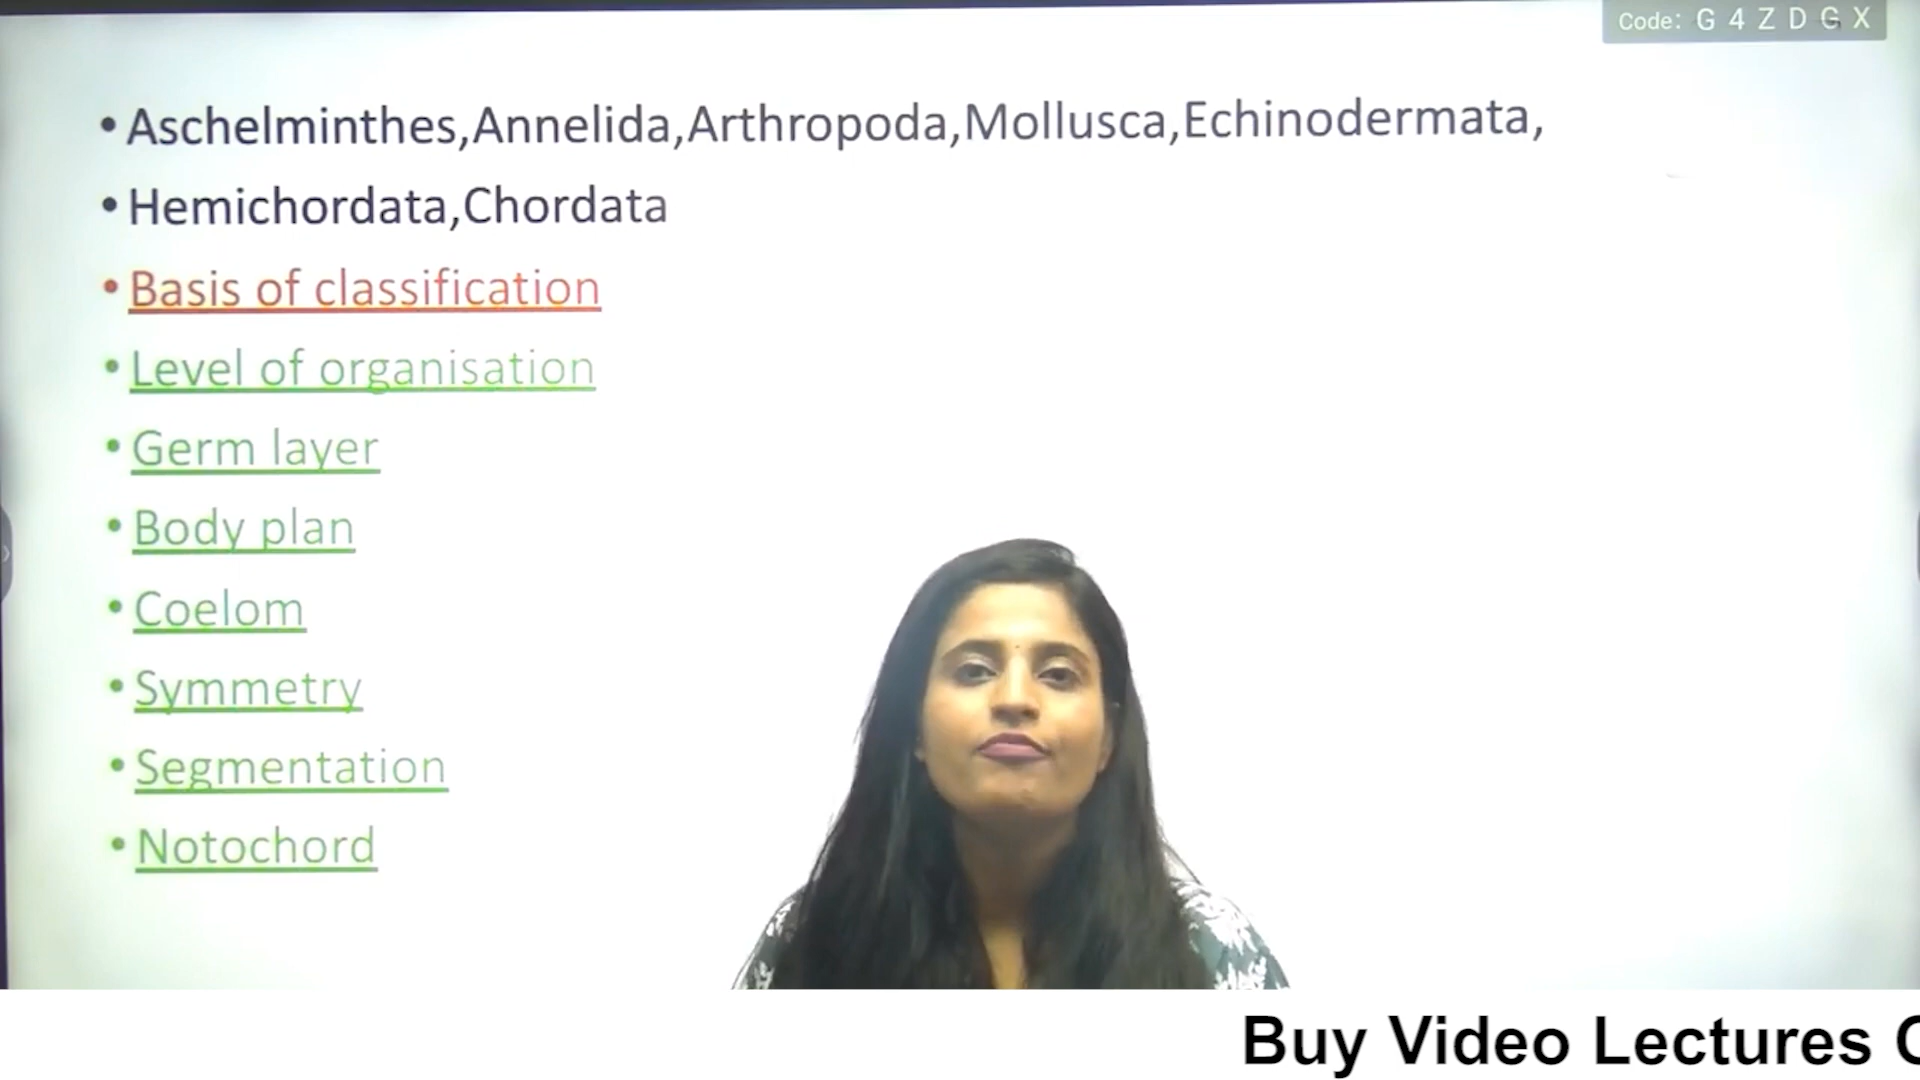 Code: G 4 Z D G X
• Aschelminthes,Annelida,Arthropoda,Mollusca,Echinodermata,
• Hemichordata,Chordata
• Basis of classification
• Level of organisation
• Germ layer
• Body plan
• Coelom
• Symmetry
• Segmentation
• Notochord
Buy Video Lectures